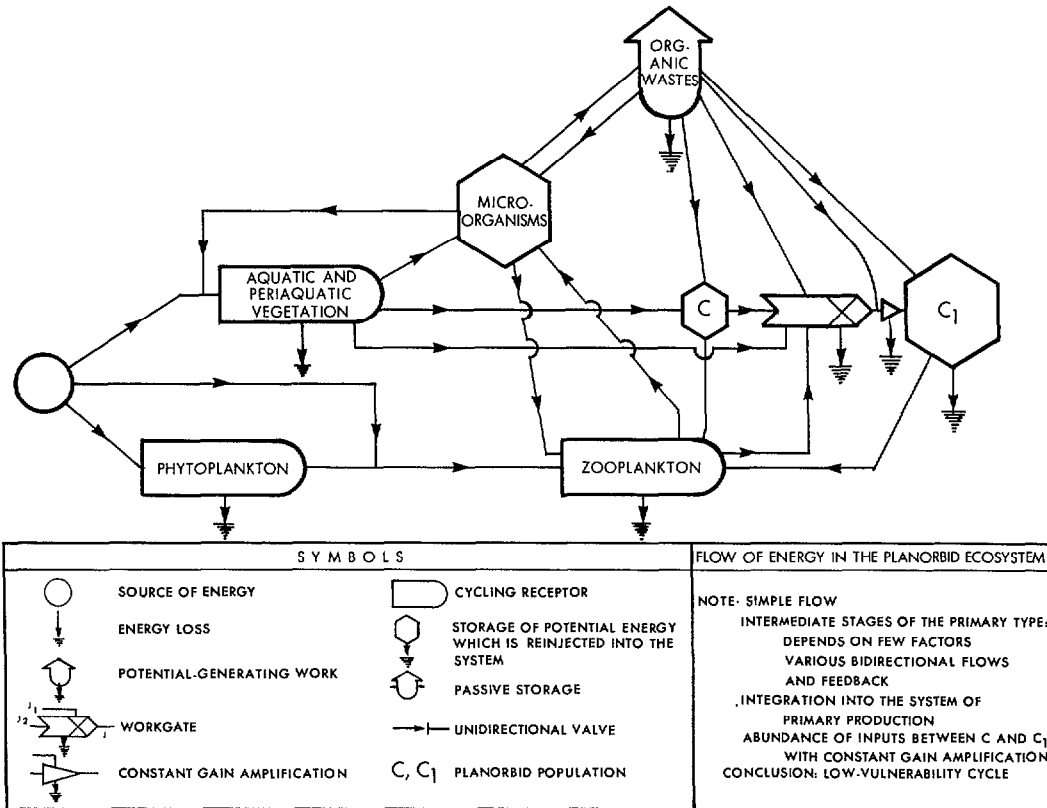 ORG-
ANIC
WASTES
MICRO-
ORGANISMS
AQUATIC AND
PERIAQUATIC
VEGETATION
C
C1
PHYTOPLANKTON
ZOOPLANKTON
SYMBOLS
SOURCE OF ENERGY
ENERGY LOSS
POTENTIAL-GENERATING WORK
J1
J2
J
WORKGATE
CONSTANT GAIN AMPLIFICATION
CYCLING RECEPTOR
STORAGE OF POTENTIAL ENERGY
WHICH IS REINJECTED INTO THE
SYSTEM
PASSIVE STORAGE
UNIDIRECTIONAL VALVE
C, C1 PLANORBID POPULATION
FLOW OF ENERGY IN THE PLANORBID ECOSYSTEM
NOTE· SIMPLE FLOW
INTERMEDIATE STAGES OF THE PRIMARY TYPE:
DEPENDS ON FEW FACTORS
VARIOUS BIDIRECTIONAL FLOWS
AND FEEDBACK
INTEGRATION INTO THE SYSTEM OF
PRIMARY PRODUCTION
ABUNDANCE OF INPUTS BETWEEN C AND C1
WITH CONSTANT GAIN AMPLIFICATION
CONCLUSION: LOW-VULNERABILITY CYCLE